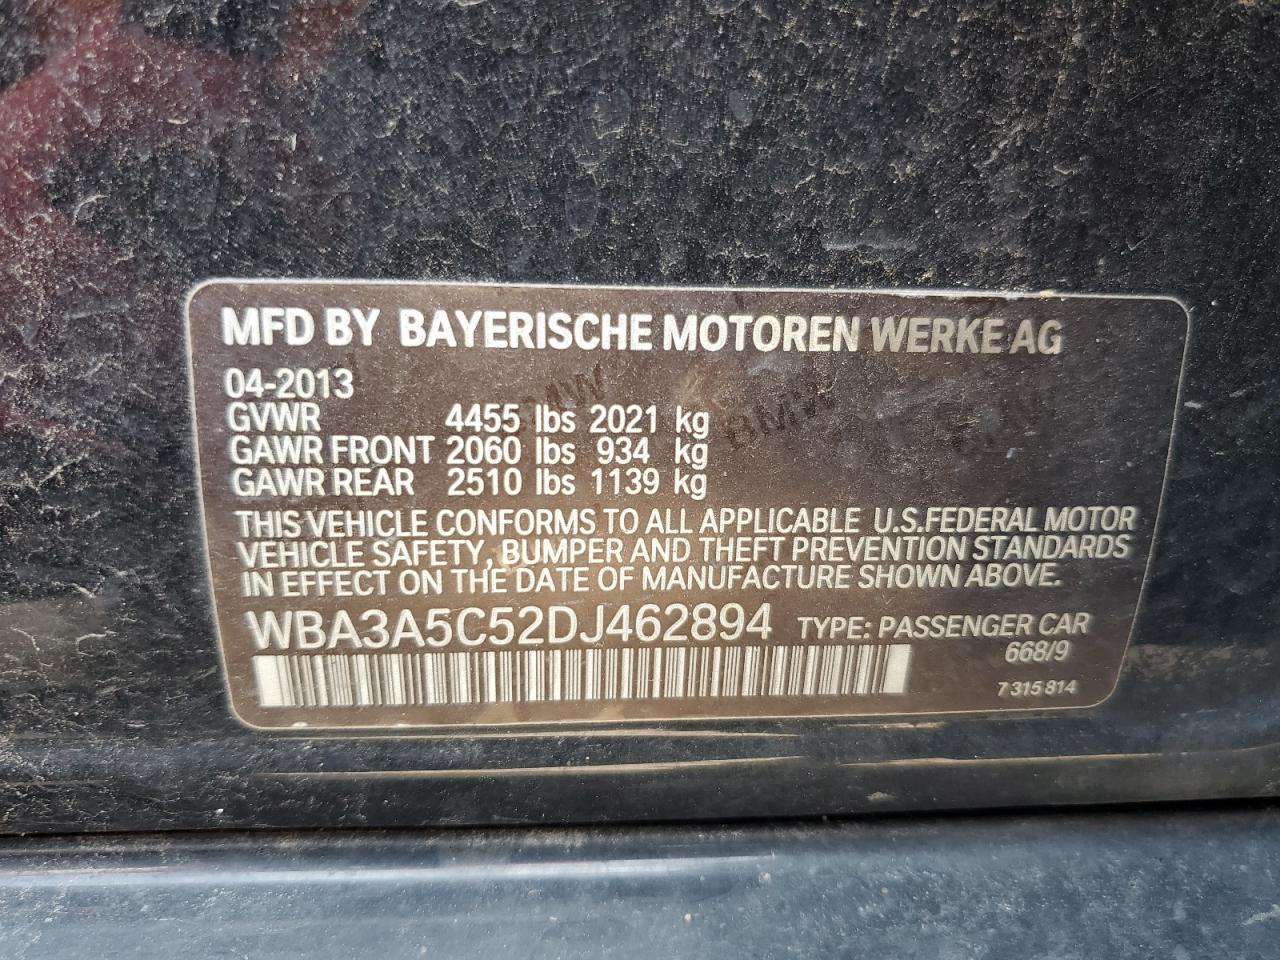 MFD BY BAYERISCHE MOTOREN WERKE AG
04-2013
GVWR 4455 lbs 2021 kg
GAWR FRONT 2060 lbs 934 kg
GAWR REAR 2510 lbs 1139 kg
THIS VEHICLE CONFORMS TO ALL APPLICABLE U.S.FEDERAL MOTOR
VEHICLE SAFETY, BUMPER AND THEFT PREVENTION STANDARDS
IN EFFECT ON THE DATE OF MANUFACTURE SHOWN ABOVE.
WBA3A5C52DJ462894 TYPE: PASSENGER CAR
668/9
7 315 814
BMW
BMW